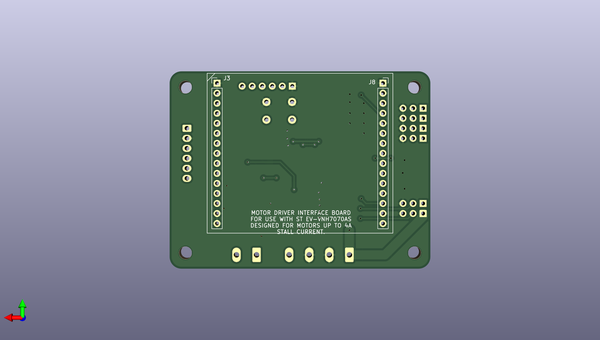 J3
J8
MOTOR DRIVER INTERFACE BOARD
FOR USE WITH ST EV-VNH7070AS
DESIGNED FOR MOTORS UP TO 4A
STALL CURRENT.